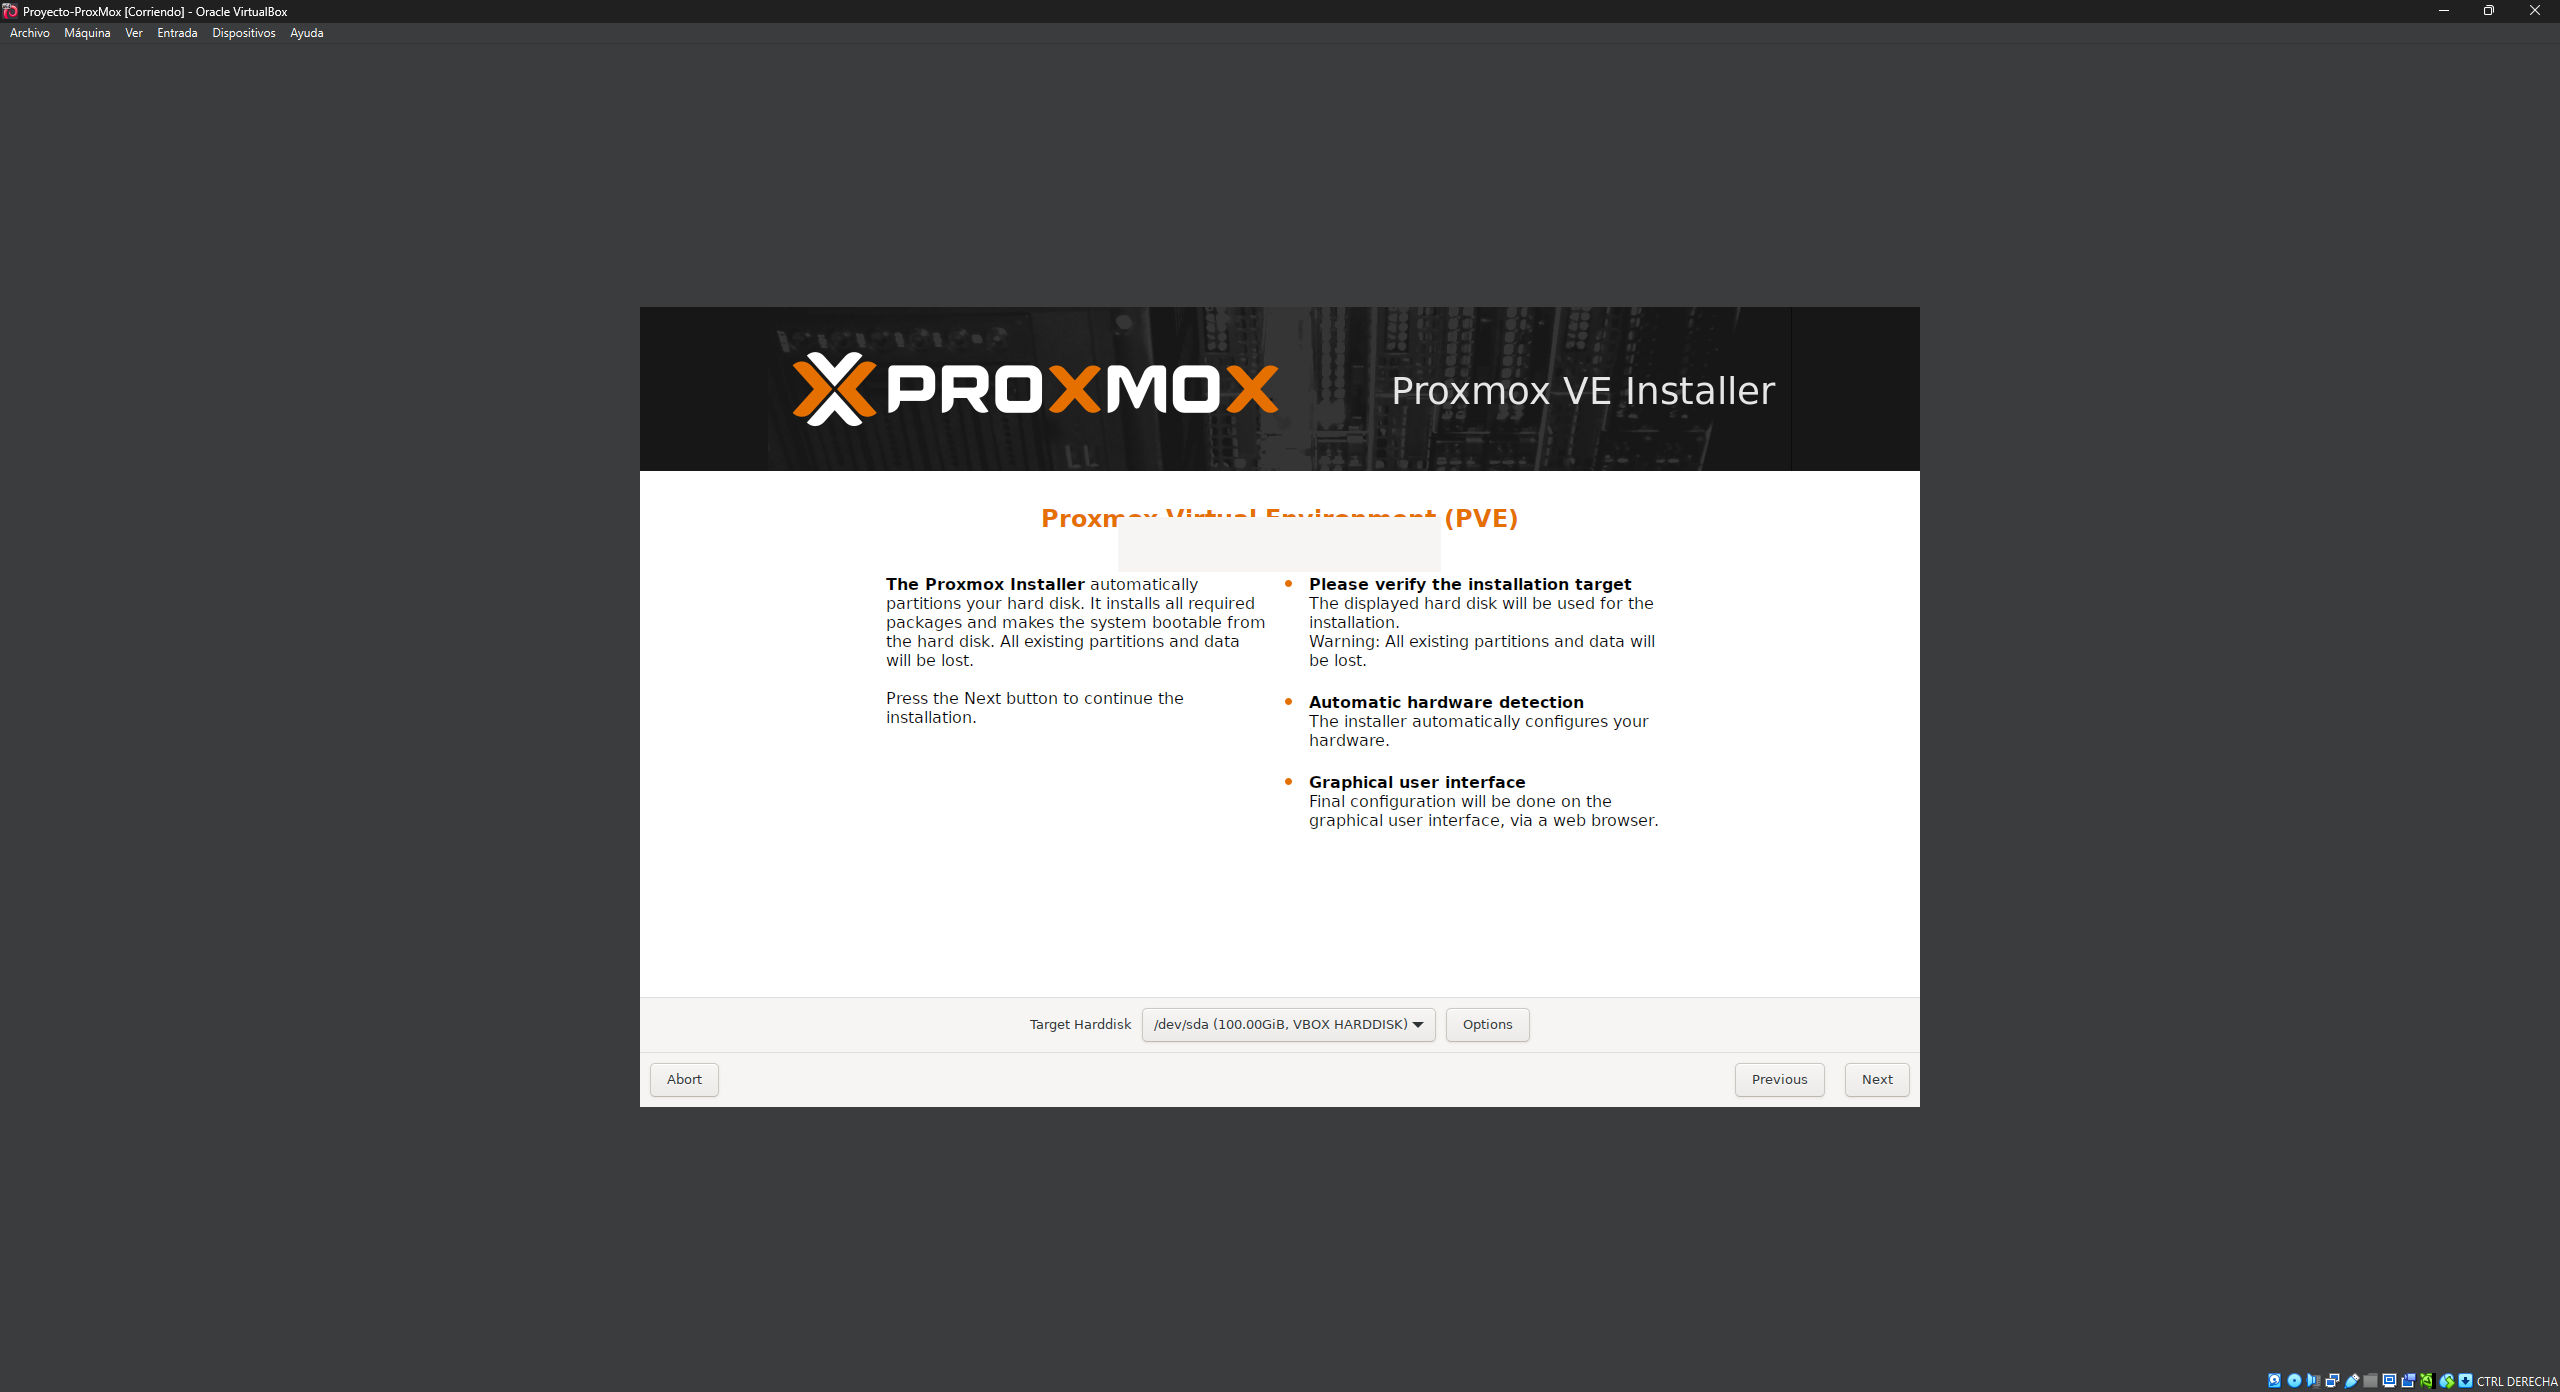 Proyecto-ProxMox [Corriendo] - Oracle VirtualBox
Archivo Máquina Ver Entrada Dispositivos Ayuda
PROXMOX
Proxmox VE Installer
Proxmox Virtual Environment (PVE)
The Proxmox Installer automatically
partitions your hard disk. It installs all required
packages and makes the system bootable from
the hard disk. All existing partitions and data
will be lost.
Press the Next button to continue the
installation.
Please verify the installation target
The displayed hard disk will be used for the
installation.
Warning: All existing partitions and data will
be lost.
Automatic hardware detection
The installer automatically configures your
hardware.
Graphical user interface
Final configuration will be done on the
graphical user interface, via a web browser.
Target Harddisk /dev/sda (100.00GiB, VBOX HARDDISK) Options
Abort Previous Next
CTRL DERECHA